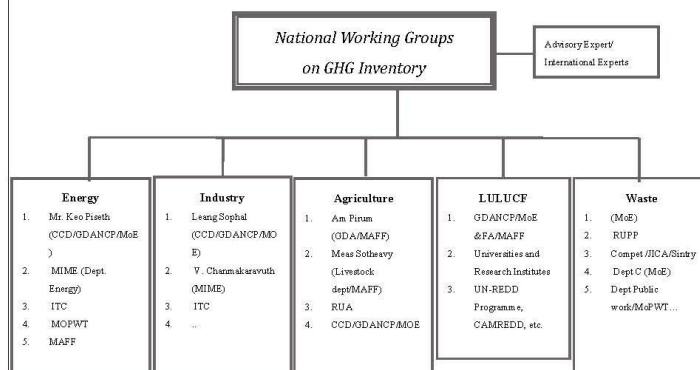 National Working Groups
on GHG Inventory
Advisory Expert/
International Experts
Energy
1. Mr. Keo Piseth
(CCD/GDANCP/MoE
)
2. MIME (Dept.
Energy)
3. ITC
4. MOPWT
5. MAFF
Industry
1. Leang Sophal
(CCD/GDANCP/MO
E)
2. V. Chanmakaravuth
(MIME)
3. ITC
4. ..
Agriculture
1. Am Pirum
(GDA/MAFF)
2. Meas Sotheavy
(Livestock
dept/MAFF)
3. RUA
4. CCD/GDANCP/MOE
LULUCF
1. GDANCP/MoE
&FA/MAFF
2. Universities and
Research Institutes
3. UN-REDD
Programme,
CAMREDD, etc.
Waste
1. (MoE)
2. RUPP
3. Compet /JICA/Sintry
4. Dept C (MoE)
5. Dept Public
work/MoPWT...